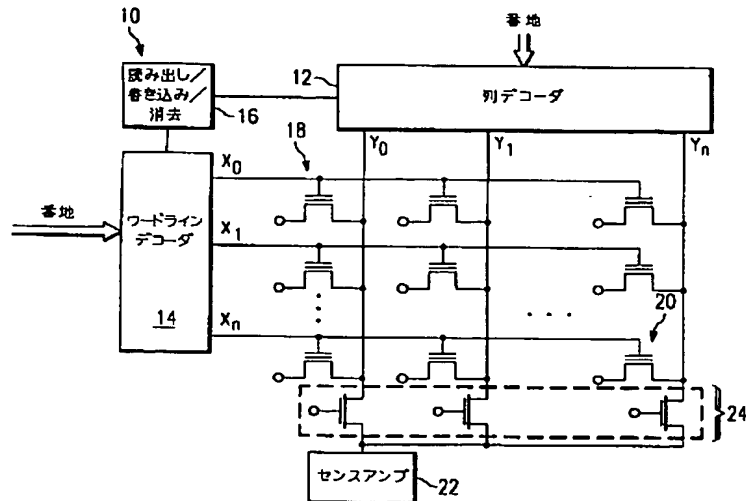 10
番地
読み出し/
書き込み/
消去
16
12
列デコーダ
18
Y0
Y1
Yn
X0
番地
ワードライン
デコーダ
X1
14
Xn
20
24
センスアンプ
22